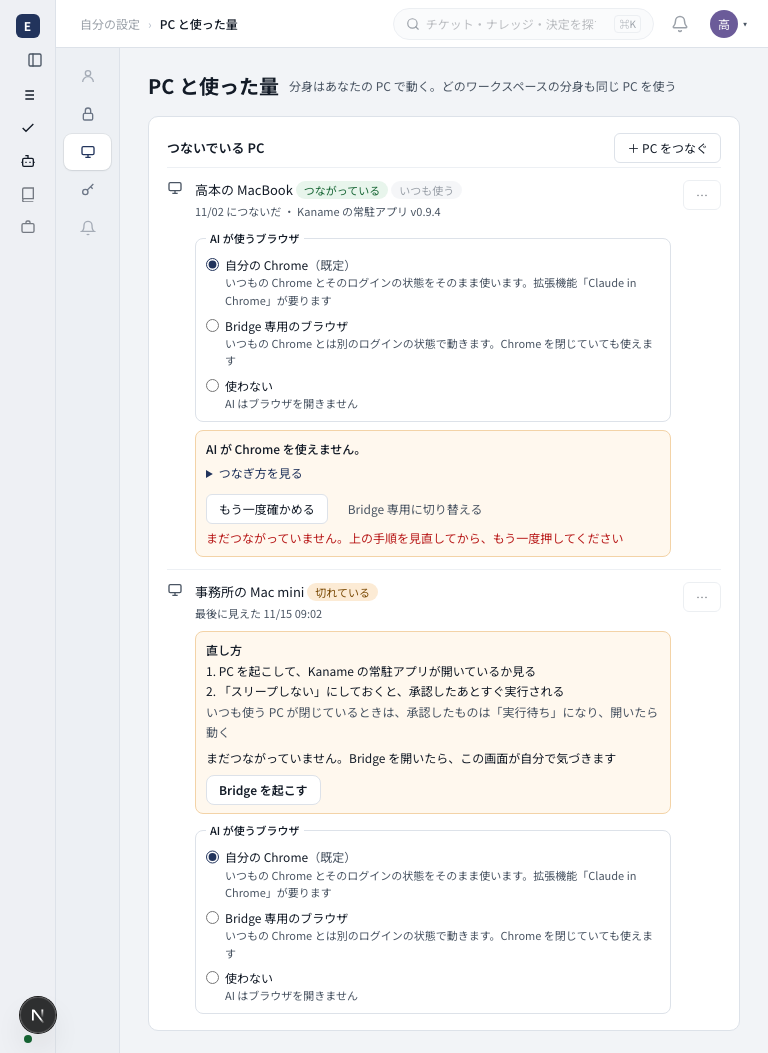 E
自分の設定 › PC と使った量
チケット・ナレッジ・決定を探
⌘K
高
PC と使った量
分身はあなたの PC で動く。どのワークスペースの分身も同じ PC を使う
つないでいる PC
＋ PC をつなぐ
高本の MacBook つながっている いつも使う
…
11/02 につないだ ・ Kaname の常駐アプリ v0.9.4
AI が使うブラウザ
自分の Chrome（既定）
いつもの Chrome とそのログインの状態をそのまま使います。拡張機能「Claude in
Chrome」が要ります
Bridge 専用のブラウザ
いつもの Chrome とは別のログインの状態で動きます。Chrome を閉じていても使えま
す
使わない
AI はブラウザを開きません
AI が Chrome を使えません。
▶ つなぎ方を見る
もう一度確かめる
Bridge 専用に切り替える
まだつながっていません。上の手順を見直してから、もう一度押してください
事務所の Mac mini 切れている
…
最後に見えた 11/15 09:02
直し方
1. PC を起こして、Kaname の常駐アプリが開いているか見る
2. 「スリープしない」にしておくと、承認したあとすぐ実行される
いつも使う PC が閉じているときは、承認したものは「実行待ち」になり、開いたら
動く
まだつながっていません。Bridge を開いたら、この画面が自分で気づきます
Bridge を起こす
AI が使うブラウザ
自分の Chrome（既定）
いつもの Chrome とそのログインの状態をそのまま使います。拡張機能「Claude in
Chrome」が要ります
Bridge 専用のブラウザ
いつもの Chrome とは別のログインの状態で動きます。Chrome を閉じていても使えま
す
使わない
AI はブラウザを開きません
N